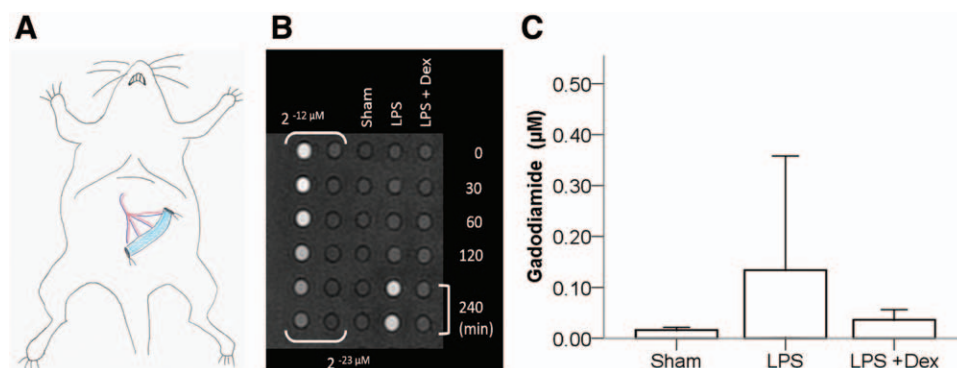 A
B
C
2 -12 µM
Sham
LPS
LPS + Dex
0
30
60
120
240
(min)
2 -23 µM
Gadodiamide (µM)
0.50
0.40
0.30
0.20
0.10
0.00
Sham
LPS
LPS +Dex